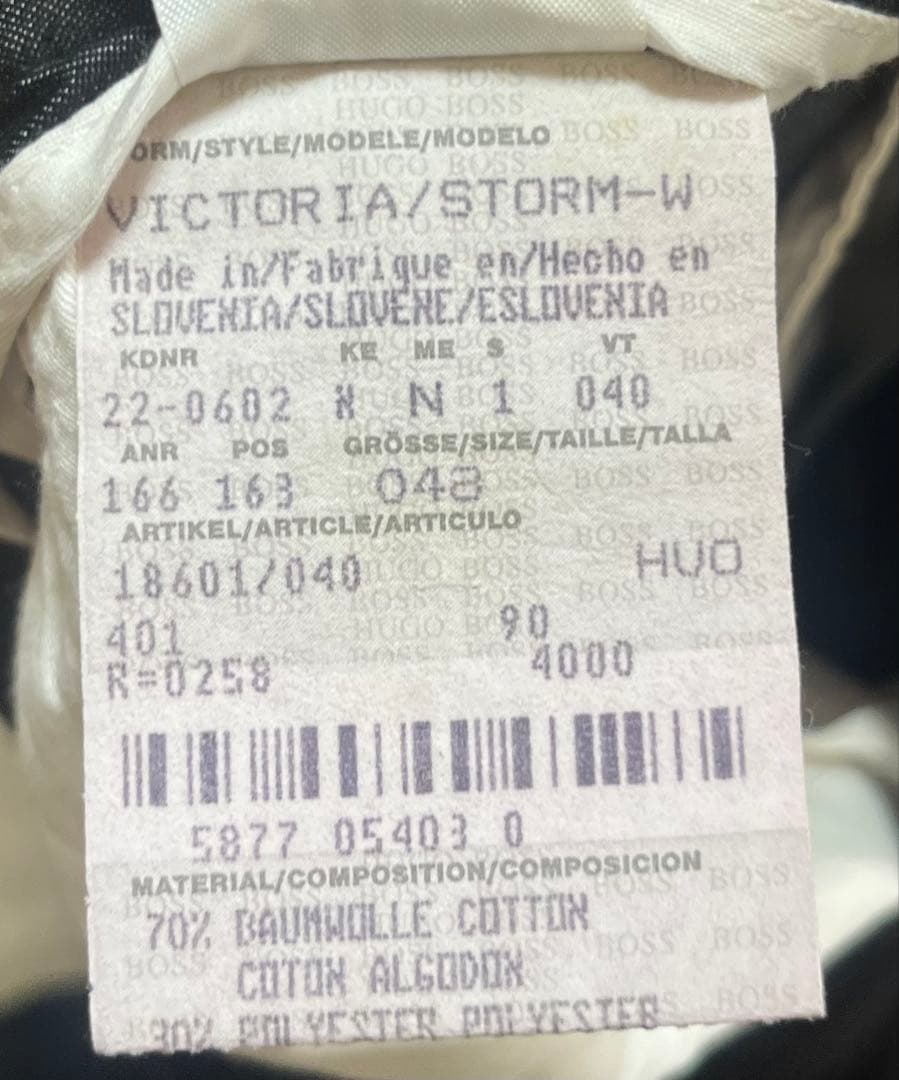 ORM/STYLE/MODELE/MODELO
VICTORIA/STORM-W
Made in/Fabrique en/Hecho en
SLOVENIA/SLOVENE/ESLOVENIA
KDNR KE ME S VT
22-0602 N 1 040
ANR POS GRÖSSE/SIZE/TAILLE/TALLA
166 163 048
ARTIKEL/ARTICLE/ARTICULO
18601/040 HUO
401 90
R=0258 4000
5877 05403 0
MATERIAL/COMPOSITION/COMPOSICION
70% BAUMWOLLE COTTON
COTON ALGODON
30% POLYESTER POLYESTER